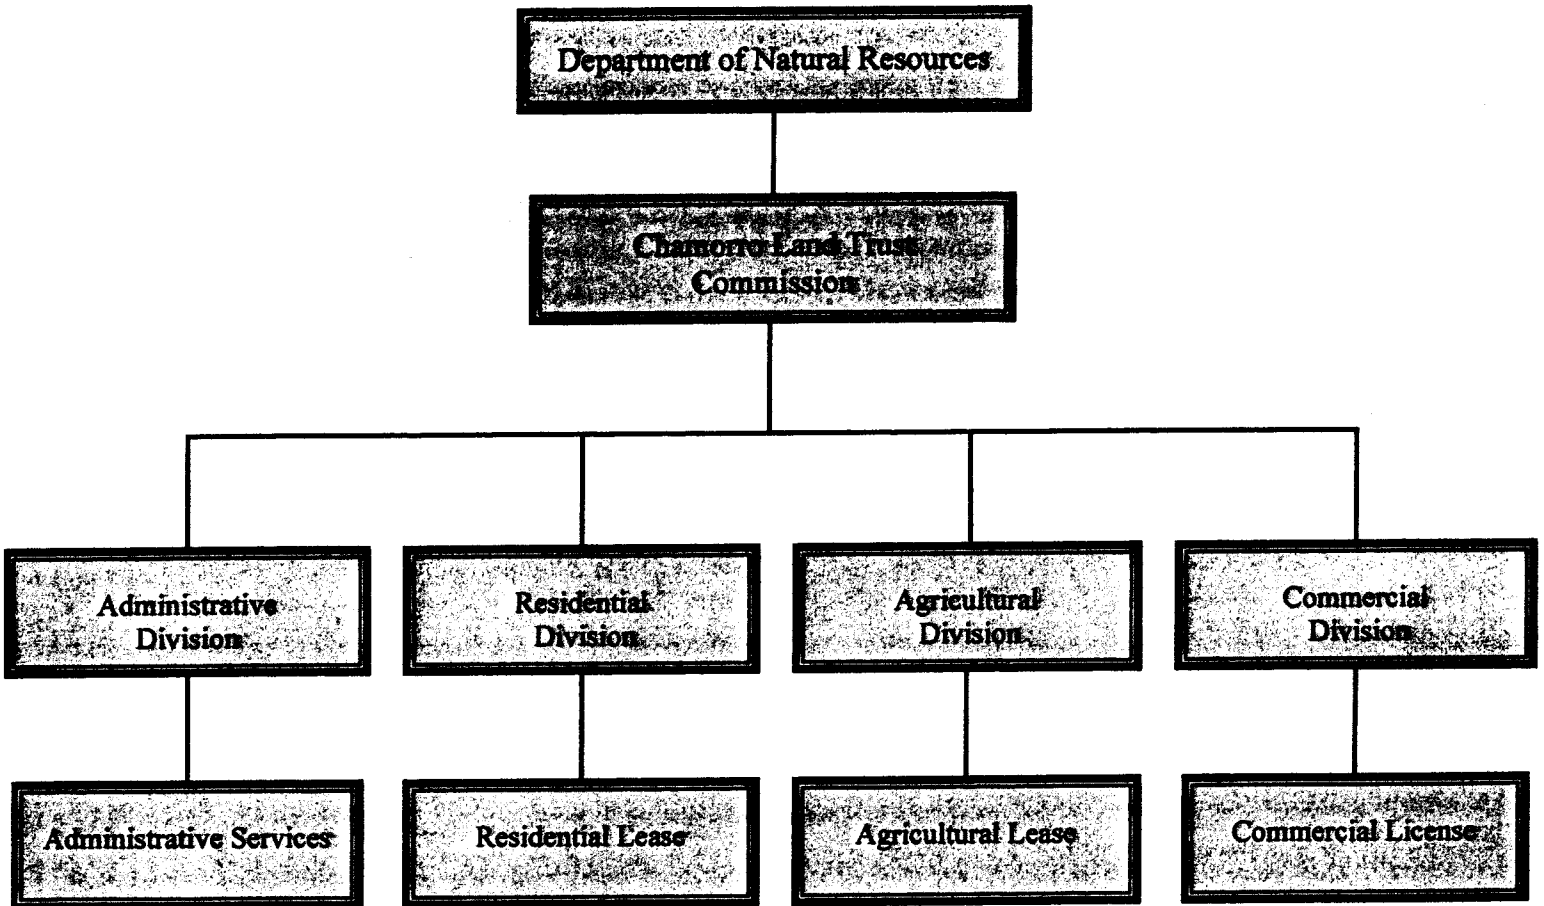 Department of Natural Resources
Chamorro Land Trust
Commission
Administrative
Division
Residential
Division
Agricultural
Division
Commercial
Division
Administrative Services
Residential Lease
Agricultural Lease
Commercial License